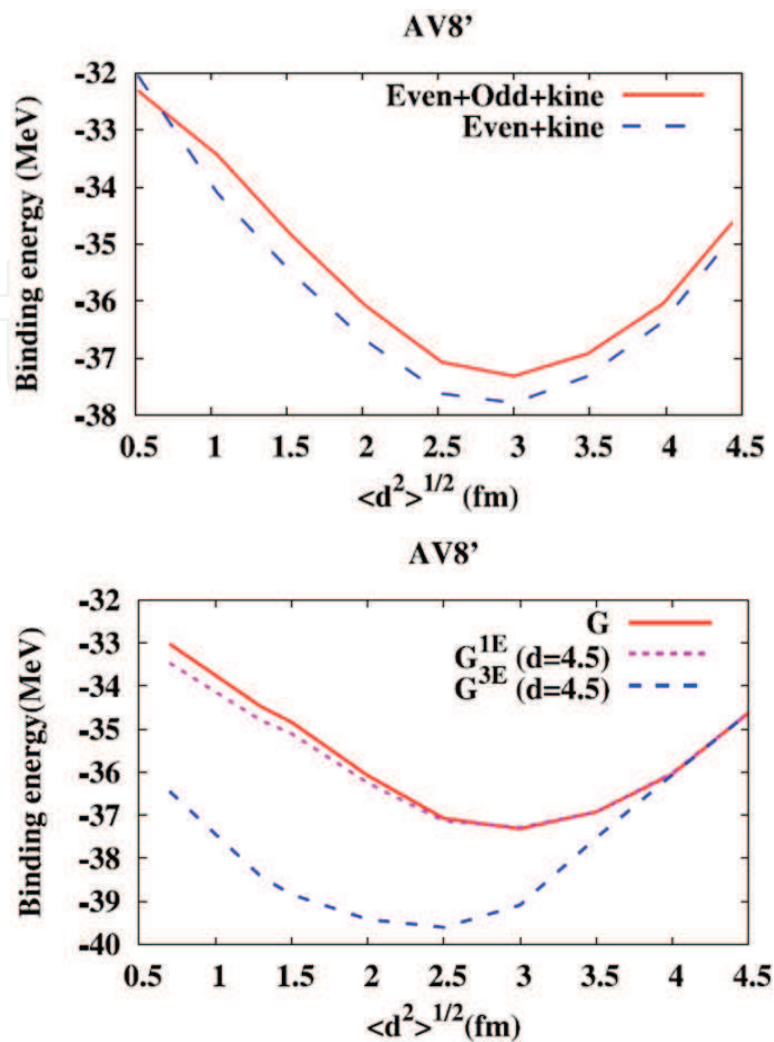 AV8'
Even+Odd+kine
Even+kine
Binding energy (MeV)
-32
-33
-34
-35
-36
-37
-38
0.5 1 1.5 2 2.5 3 3.5 4 4.5
<d²>^1/2 (fm)
AV8'
G
G^1E (d=4.5)
G^3E (d=4.5)
Binding energy(MeV)
-32
-33
-34
-35
-36
-37
-38
-39
-40
0.5 1 1.5 2 2.5 3 3.5 4 4.5
<d²>^1/2(fm)